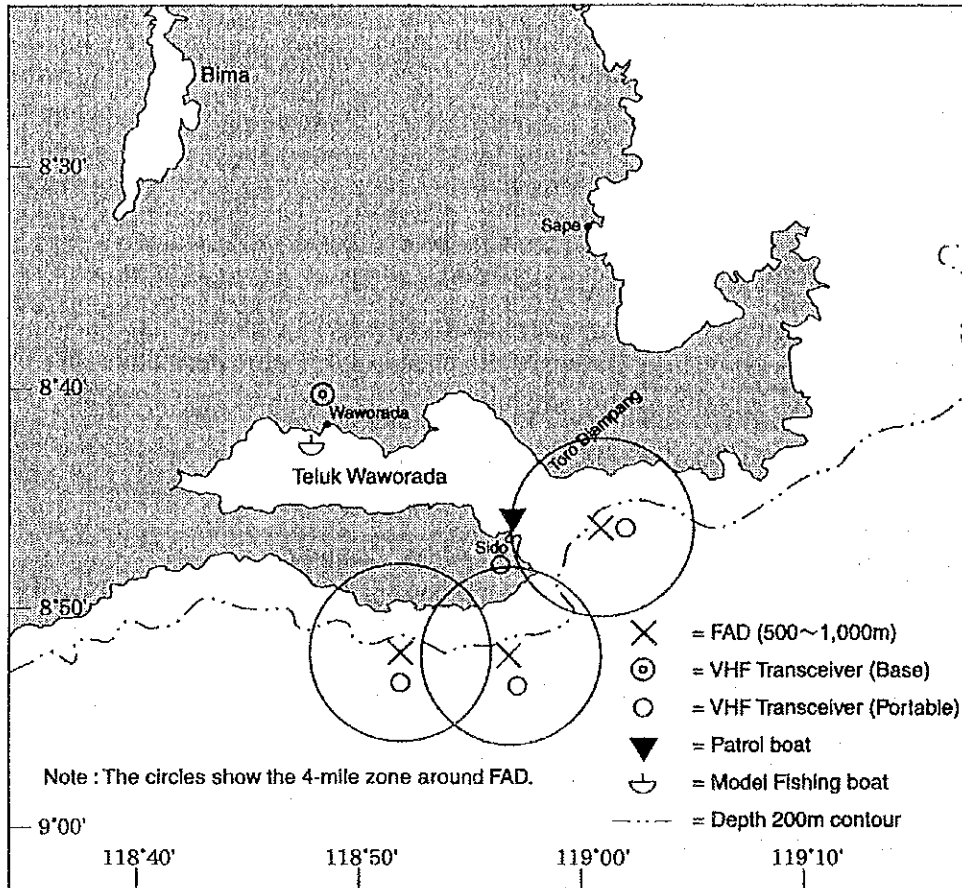 Bima
8°30'
Sape
8°40'
Waworada
Toro Djampang
Teluk Waworada
Sido
8°50'
= FAD (500～1,000m)
= VHF Transceiver (Base)
= VHF Transceiver (Portable)
= Patrol boat
Note : The circles show the 4-mile zone around FAD.
= Model Fishing boat
= Depth 200m contour
9°00'
118°40'
118°50'
119°00'
119°10'